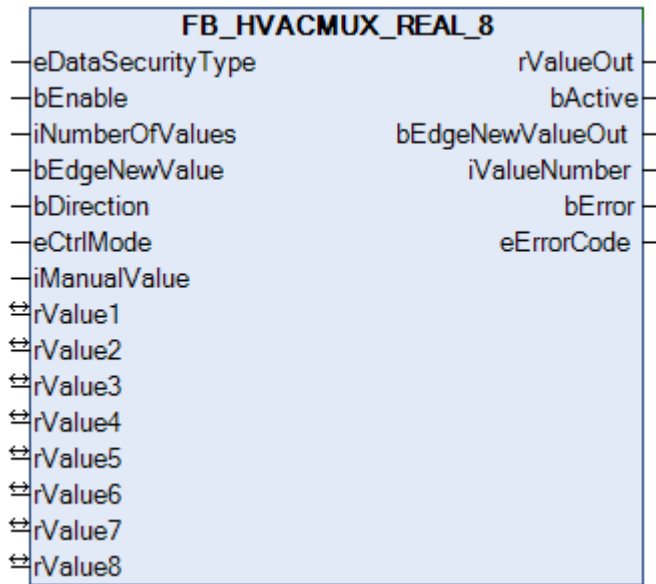 FB_HVACMUX_REAL_8
eDataSecurityType rValueOut
bEnable bActive
iNumberOfValues bEdgeNewValueOut
bEdgeNewValue iValueNumber
bDirection bError
eCtrlMode eErrorCode
iManualValue
rValue1
rValue2
rValue3
rValue4
rValue5
rValue6
rValue7
rValue8